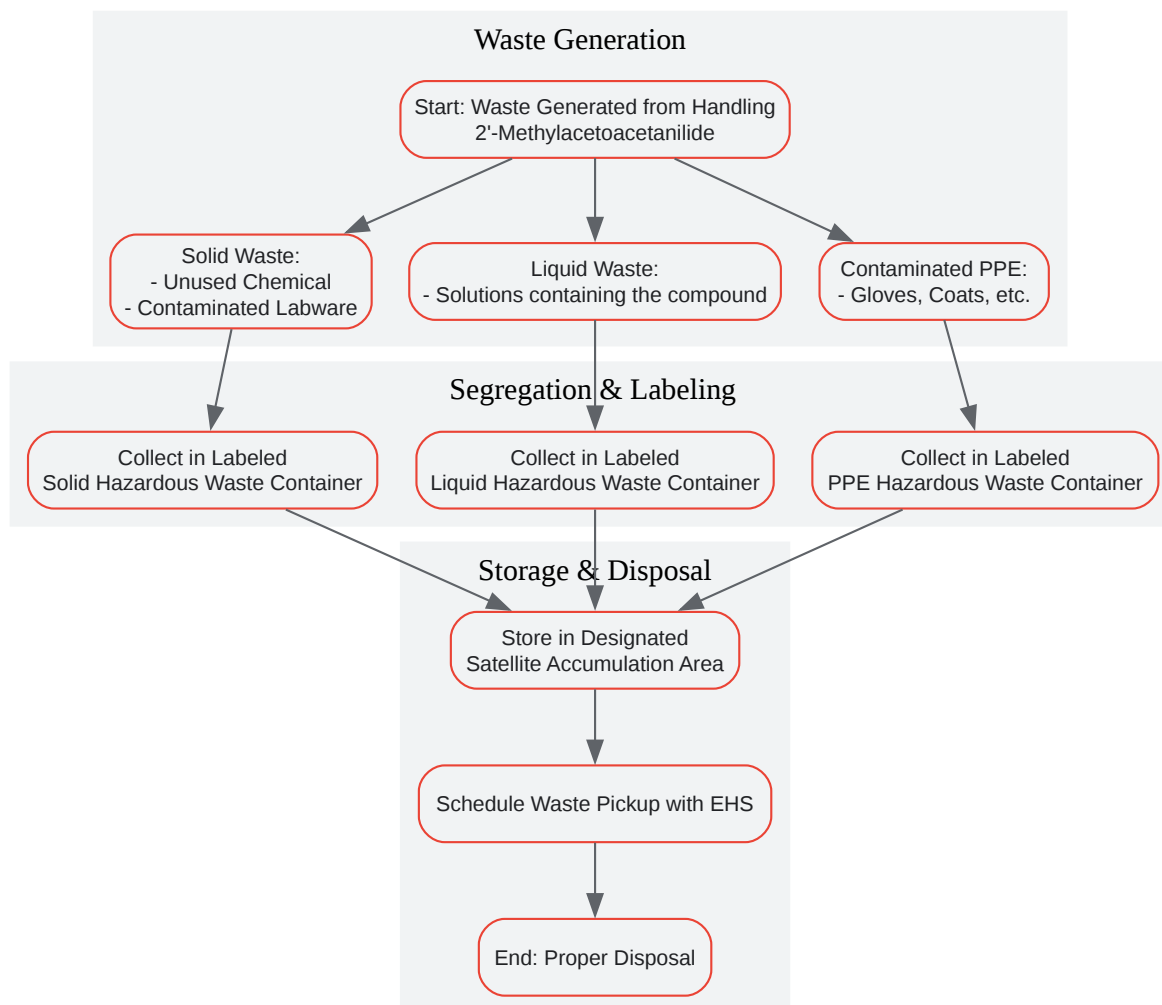 Waste Generation
Start: Waste Generated from Handling
2'-Methylacetoacetanilide
Solid Waste:
- Unused Chemical
- Contaminated Labware
Liquid Waste:
- Solutions containing the compound
Contaminated PPE:
- Gloves, Coats, etc.
Segregation & Labeling
Collect in Labeled
Solid Hazardous Waste Container
Collect in Labeled
Liquid Hazardous Waste Container
Collect in Labeled
PPE Hazardous Waste Container
Storage & Disposal
Store in Designated
Satellite Accumulation Area
Schedule Waste Pickup with EHS
End: Proper Disposal